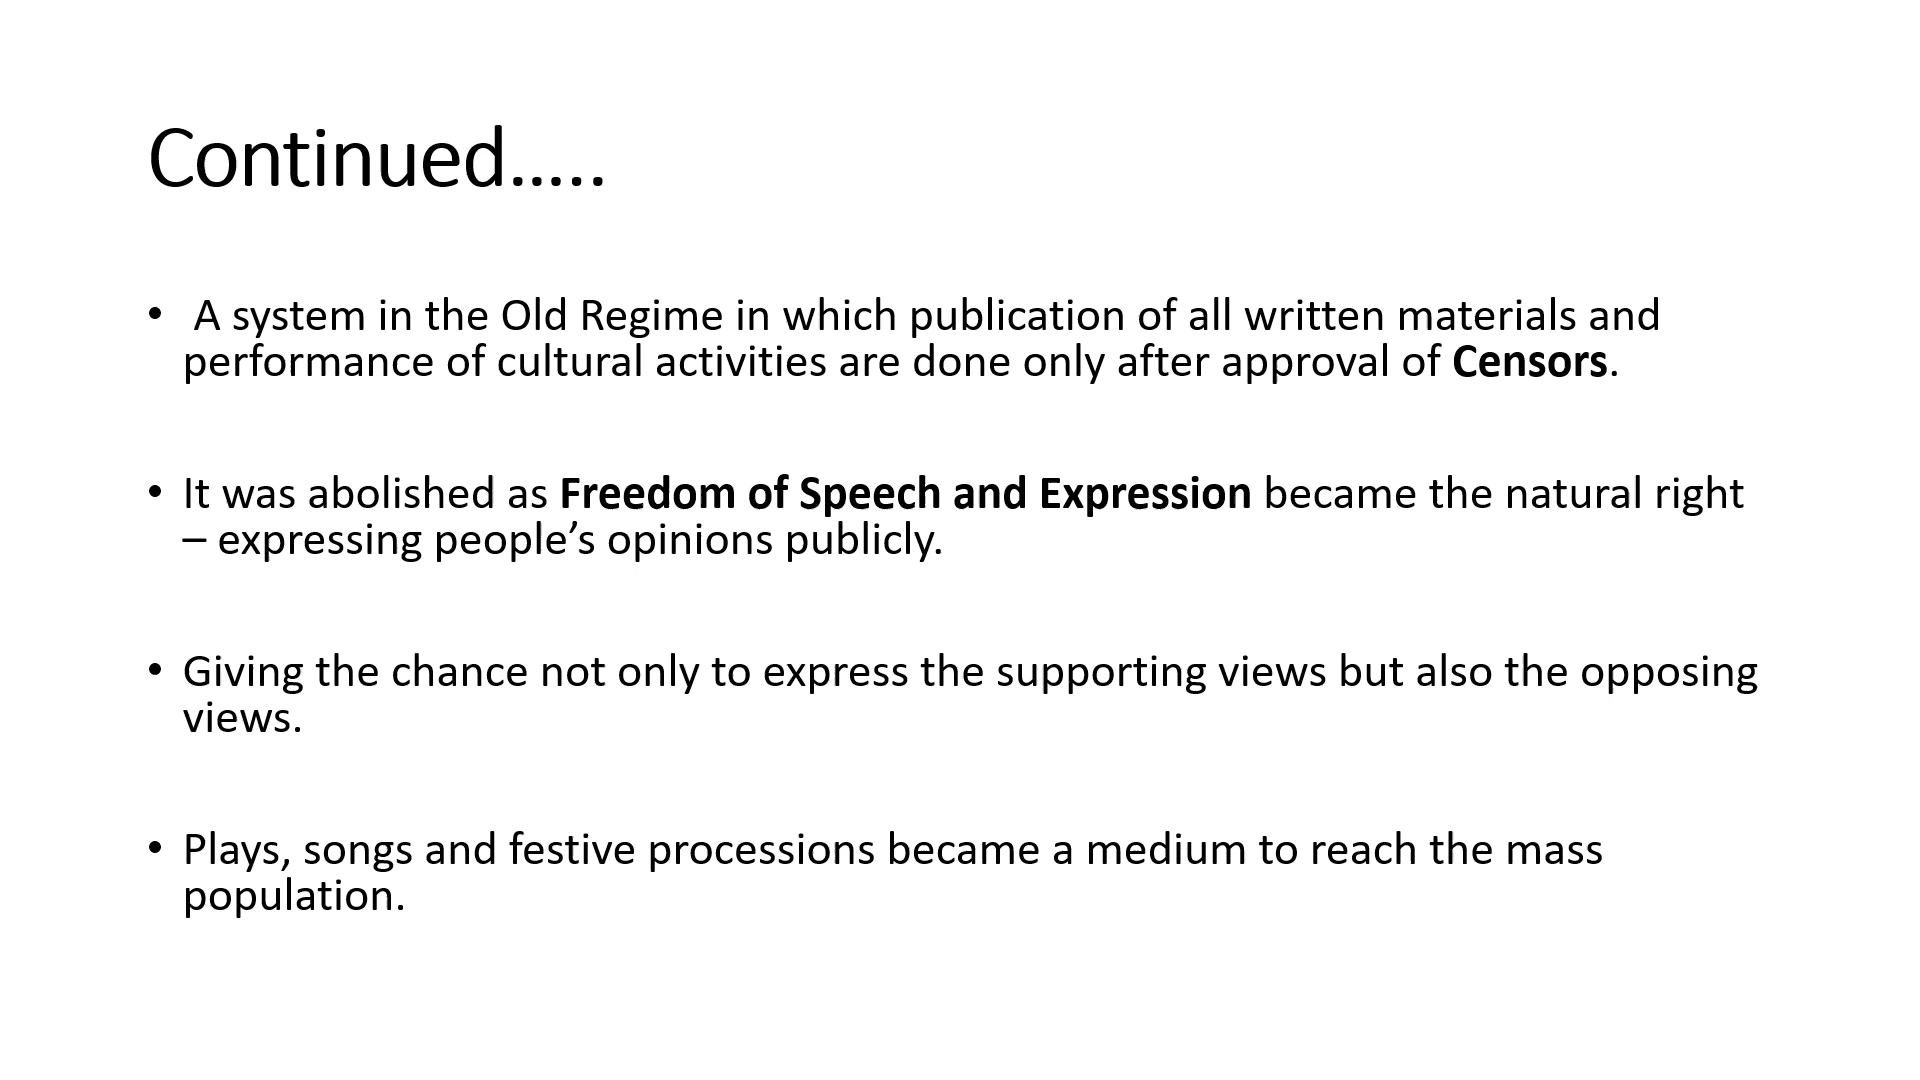 Continued…..
• A system in the Old Regime in which publication of all written materials and
performance of cultural activities are done only after approval of Censors.
• It was abolished as Freedom of Speech and Expression became the natural right
– expressing people’s opinions publicly.
• Giving the chance not only to express the supporting views but also the opposing
views.
• Plays, songs and festive processions became a medium to reach the mass
population.